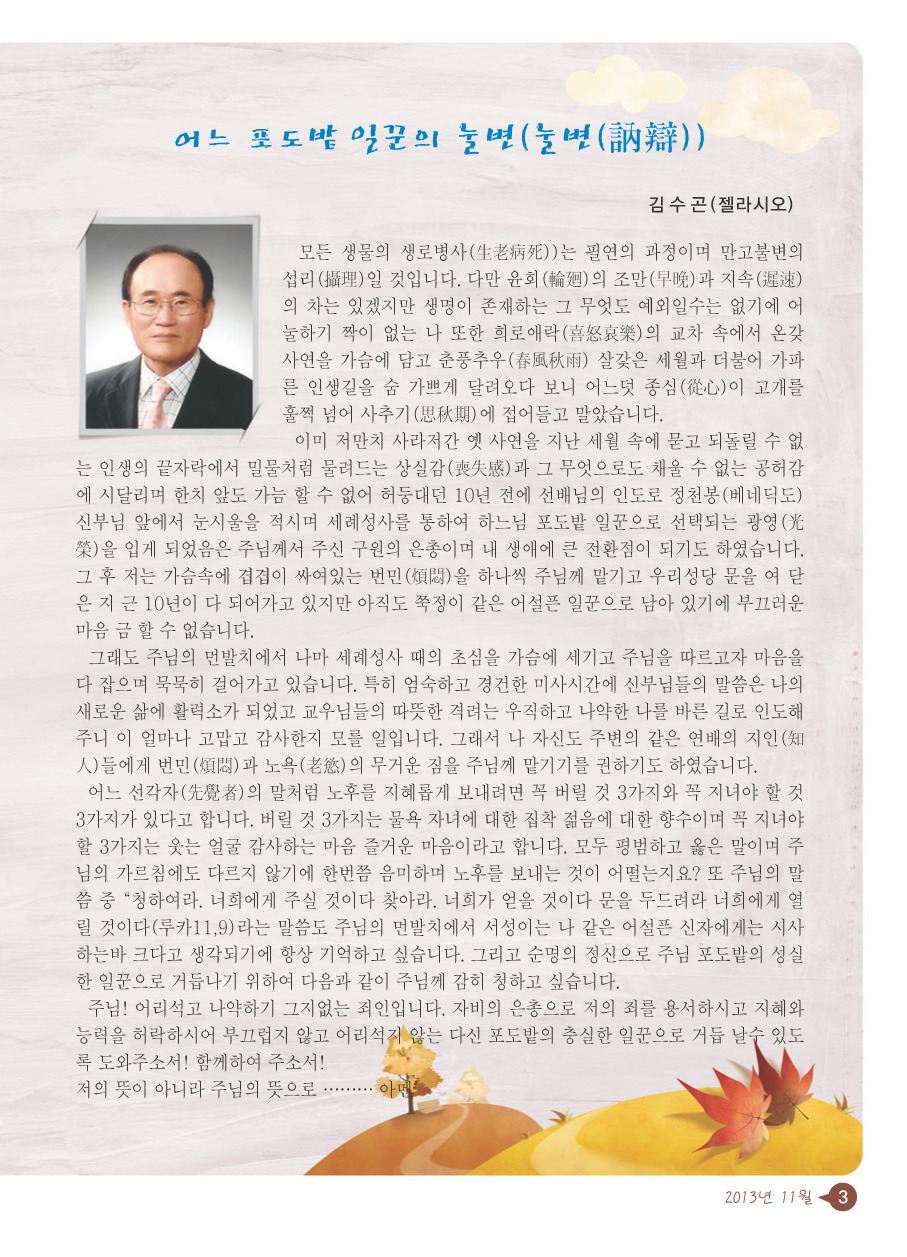 어느 포도밭 일꾼의 눌변(눌변(訥辯))
김 수 곤(젤라시오)
모든 생물의 생로병사(生老病死))는 필연의 과정이며 만고불변의
섭리(攝理)일 것입니다. 다만 윤회(輪廻)의 조만(早晩)과 지속(遲速)
의 차는 있겠지만 생명이 존재하는 그 무엇도 예외일수는 없기에 어
눌하기 짝이 없는 나 또한 희로애락(喜怒哀樂)의 교차 속에서 온갖
사연을 가슴에 담고 춘풍추우(春風秋雨) 살갗은 세월과 더불어 가파
른 인생길을 숨 가쁘게 달려오다 보니 어느덧 종심(從心)이 고개를
훌쩍 넘어 사추기(思秋期)에 접어들고 말았습니다.
이미 저만치 사라져간 옛 사연을 지난 세월 속에 묻고 되돌릴 수 없
는 인생의 끝자락에서 밀물처럼 물려드는 상실감(喪失感)과 그 무엇으로도 채울 수 없는 공허감
에 시달리며 한치 앞도 가늠 할 수 없어 허둥대던 10년 전에 선배님의 인도로 정천봉(베네딕도)
신부님 앞에서 눈시울을 적시며 세례성사를 통하여 하느님 포도밭 일꾼으로 선택되는 광영(光
榮)을 입게 되었음은 주님께서 주신 구원의 은총이며 내 생애에 큰 전환점이 되기도 하였습니다.
그 후 저는 가슴속에 겹겹이 싸여있는 번민(煩悶)을 하나씩 주님께 맡기고 우리성당 문을 여 닫
은 지 근 10년이 다 되어가고 있지만 아직도 쭉정이 같은 어설픈 일꾼으로 남아 있기에 부끄러운
마음 금 할 수 없습니다.
그래도 주님의 먼발치에서 나마 세례성사 때의 초심을 가슴에 세기고 주님을 따르고자 마음을
다 잡으며 묵묵히 걸어가고 있습니다. 특히 엄숙하고 경건한 미사시간에 신부님들의 말씀은 나의
새로운 삶에 활력소가 되었고 교우님들의 따뜻한 격려는 우직하고 나약한 나를 바른 길로 인도해
주니 이 얼마나 고맙고 감사한지 모를 일입니다. 그래서 나 자신도 주변의 같은 연배의 지인(知
人)들에게 번민(煩悶)과 노욕(老慾)의 무거운 짐을 주님께 맡기기를 권하기도 하였습니다.
어느 선각자(先覺者)의 말처럼 노후를 지혜롭게 보내려면 꼭 버릴 것 3가지와 꼭 지녀야 할 것
3가지가 있다고 합니다. 버릴 것 3가지는 물욕 자녀에 대한 집착 젊음에 대한 향수이며 꼭 지녀야
할 3가지는 웃는 얼굴 감사하는 마음 즐거운 마음이라고 합니다. 모두 평범하고 옳은 말이며 주
님의 가르침에도 다르지 않기에 한번쯤 음미하며 노후를 보내는 것이 어떨는지요? 또 주님의 말
씀 중 “청하여라. 너희에게 주실 것이다 찾아라. 너희가 얻을 것이다 문을 두드려라 너희에게 열
릴 것이다(루카11,9)라는 말씀도 주님의 먼발치에서 서성이는 나 같은 어설픈 신자에게는 시사
하는바 크다고 생각되기에 항상 기억하고 싶습니다. 그리고 순명의 정신으로 주님 포도밭의 성실
한 일꾼으로 거듭나기 위하여 다음과 같이 주님께 감히 청하고 싶습니다.
주님! 어리석고 나약하기 그지없는 죄인입니다. 자비의 은총으로 저의 죄를 용서하시고 지혜와
능력을 허락하시어 부끄럽지 않고 어리석지 않는 다신 포도밭의 충실한 일꾼으로 거듭 날수 있도
록 도와주소서! 함께하여 주소서!
저의 뜻이 아니라 주님의 뜻으로 ········· 아멘
2013년 11월 3